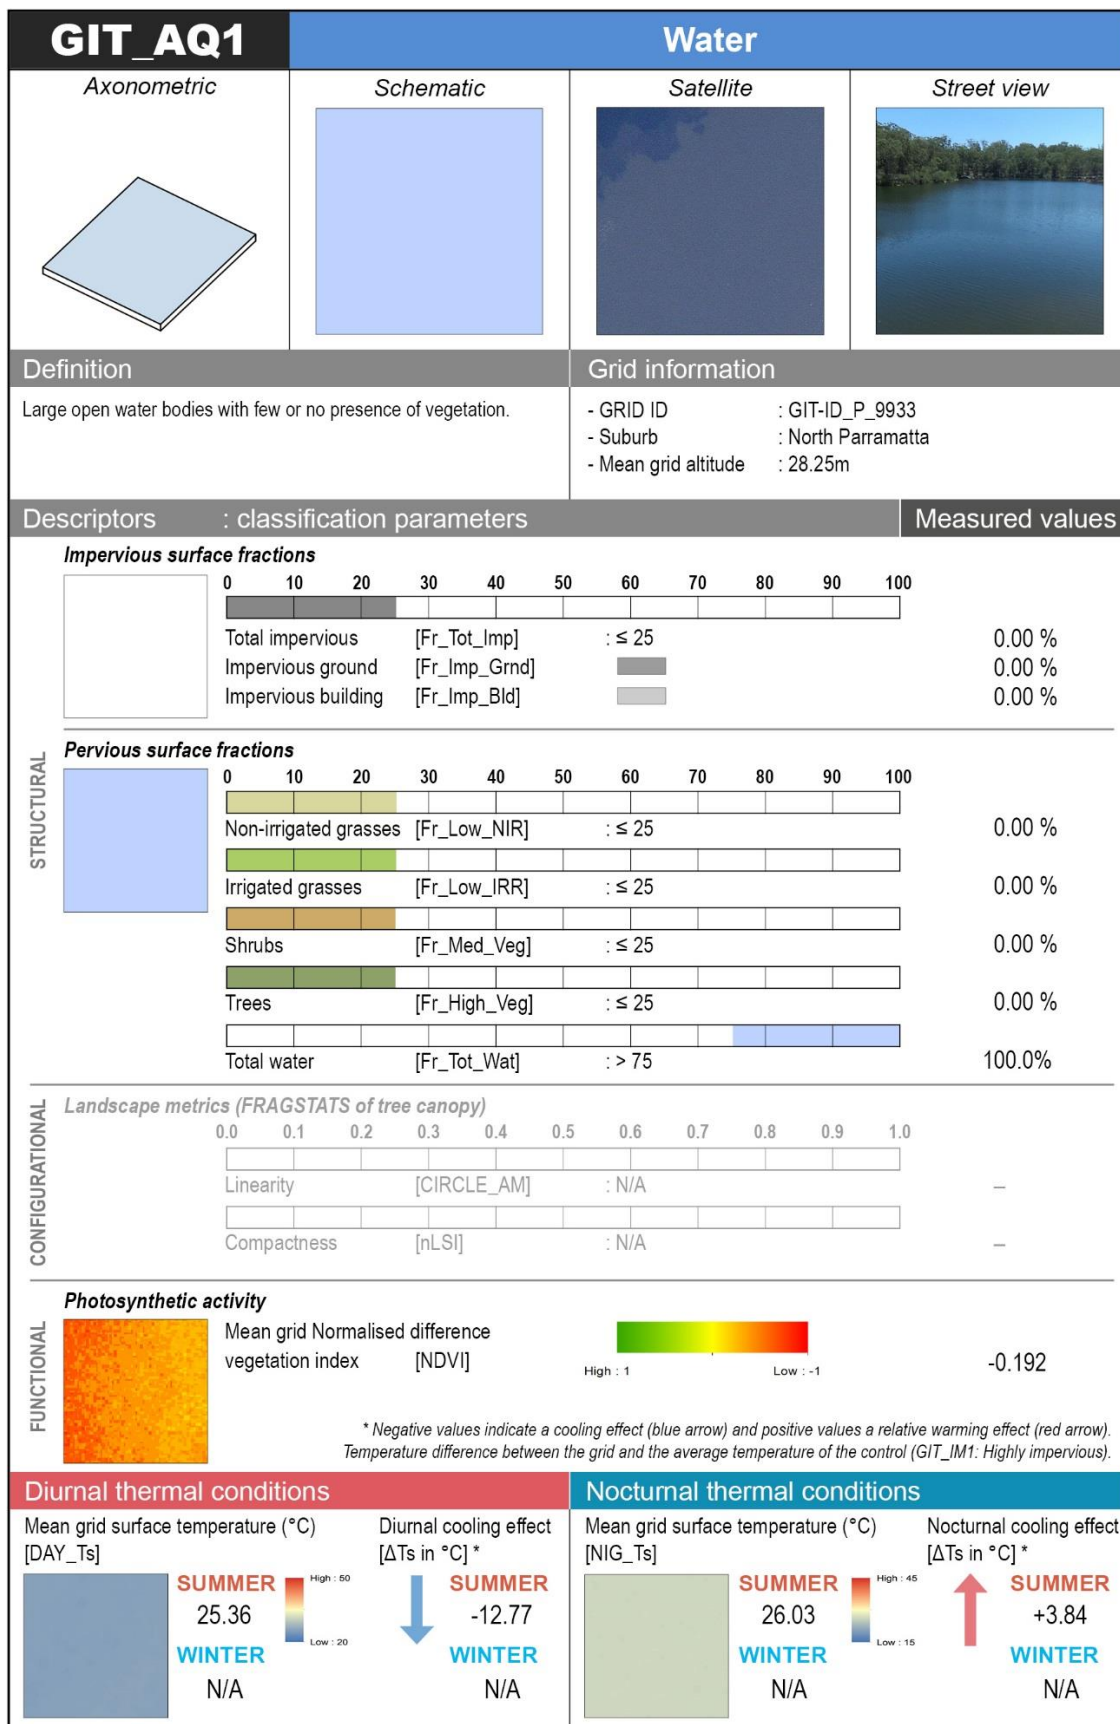 GIT_AQ1
Water
Axonometric
Schematic
Satellite
Street view
Definition
Grid information
Large open water bodies with few or no presence of vegetation.
- GRID ID : GIT-ID_P_9933
- Suburb : North Parramatta
- Mean grid altitude : 28.25m
Descriptors : classification parameters
Measured values
STRUCTURAL
Impervious surface fractions
0 10 20 30 40 50 60 70 80 90 100
Total impervious [Fr_Tot_Imp] : ≤ 25 0.00 %
Impervious ground [Fr_Imp_Grnd] 0.00 %
Impervious building [Fr_Imp_Bld] 0.00 %
Pervious surface fractions
0 10 20 30 40 50 60 70 80 90 100
Non-irrigated grasses [Fr_Low_NIR] : ≤ 25 0.00 %
Irrigated grasses [Fr_Low_IRR] : ≤ 25 0.00 %
Shrubs [Fr_Med_Veg] : ≤ 25 0.00 %
Trees [Fr_High_Veg] : ≤ 25 0.00 %
Total water [Fr_Tot_Wat] : > 75 100.0%
CONFIGURATIONAL
Landscape metrics (FRAGSTATS of tree canopy)
0.0 0.1 0.2 0.3 0.4 0.5 0.6 0.7 0.8 0.9 1.0
Linearity [CIRCLE_AM] : N/A –
Compactness [nLSI] : N/A –
FUNCTIONAL
Photosynthetic activity
Mean grid Normalised difference
vegetation index [NDVI]
High : 1 Low : -1
-0.192
* Negative values indicate a cooling effect (blue arrow) and positive values a relative warming effect (red arrow).
Temperature difference between the grid and the average temperature of the control (GIT_IM1: Highly impervious).
Diurnal thermal conditions
Mean grid surface temperature (°C)
[DAY_Ts]
SUMMER
25.36
WINTER
N/A
High : 50
Low : 20
Diurnal cooling effect
[ΔTs in °C] *
SUMMER
-12.77
WINTER
N/A
Nocturnal thermal conditions
Mean grid surface temperature (°C)
[NIG_Ts]
SUMMER
26.03
WINTER
N/A
High : 45
Low : 15
Nocturnal cooling effect
[ΔTs in °C] *
SUMMER
+3.84
WINTER
N/A